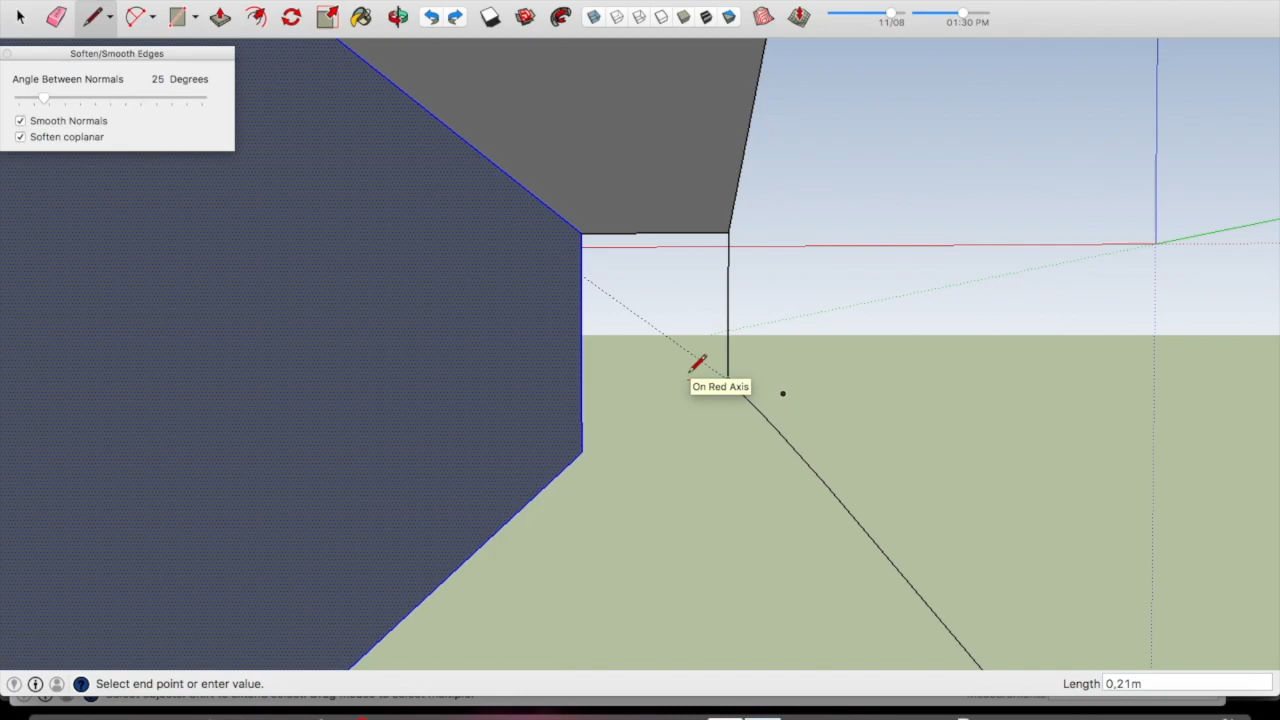 11/08
01:30 PM
Soften/Smooth Edges
Angle Between Normals 25 Degrees
Smooth Normals
Soften coplanar
On Red Axis
Select end point or enter value.
Length 0,21m